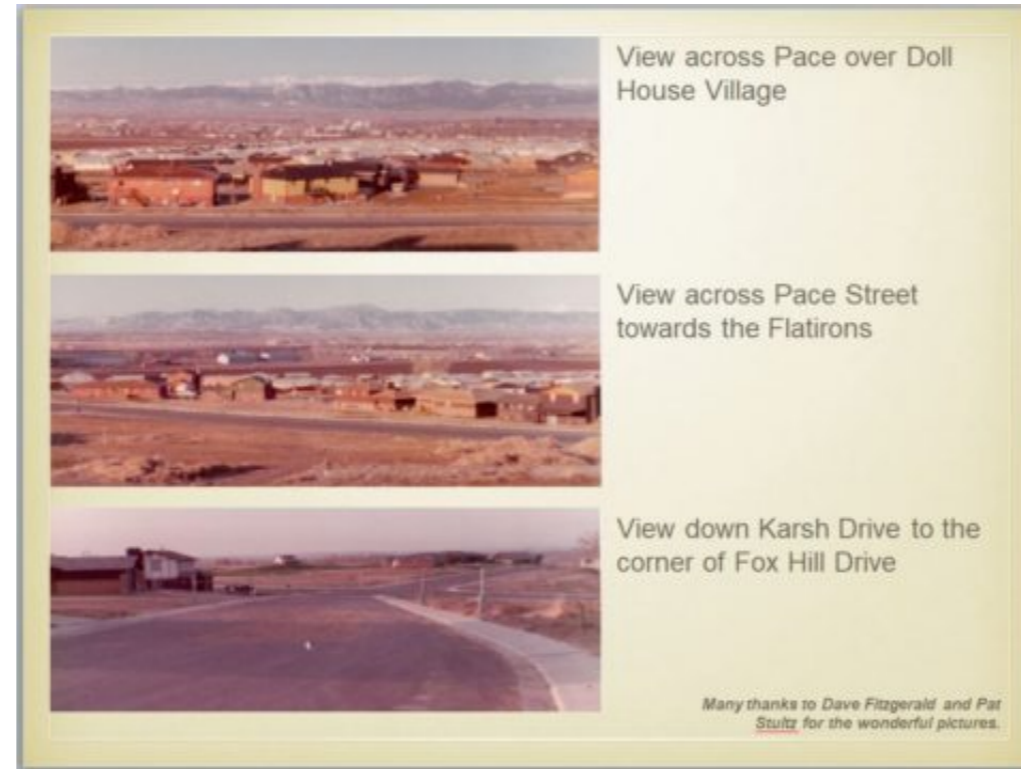 View across Pace over Doll
House Village
View across Pace Street
towards the Flatirons
View down Karsh Drive to the
corner of Fox Hill Drive
Many thanks to Dave Fitzgerald and Pat
Stultz for the wonderful pictures.